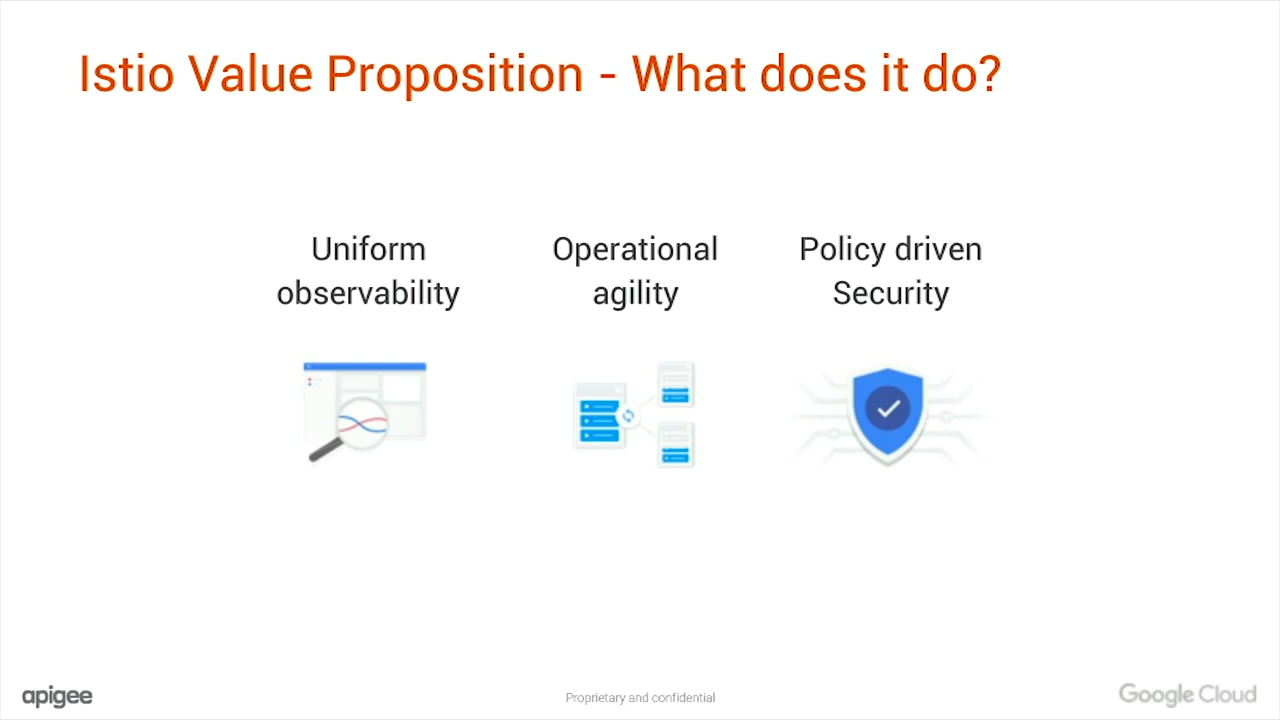 Istio Value Proposition - What does it do?
Uniform
observability
Operational
agility
Policy driven
Security
apigee
Proprietary and confidential
Google Cloud